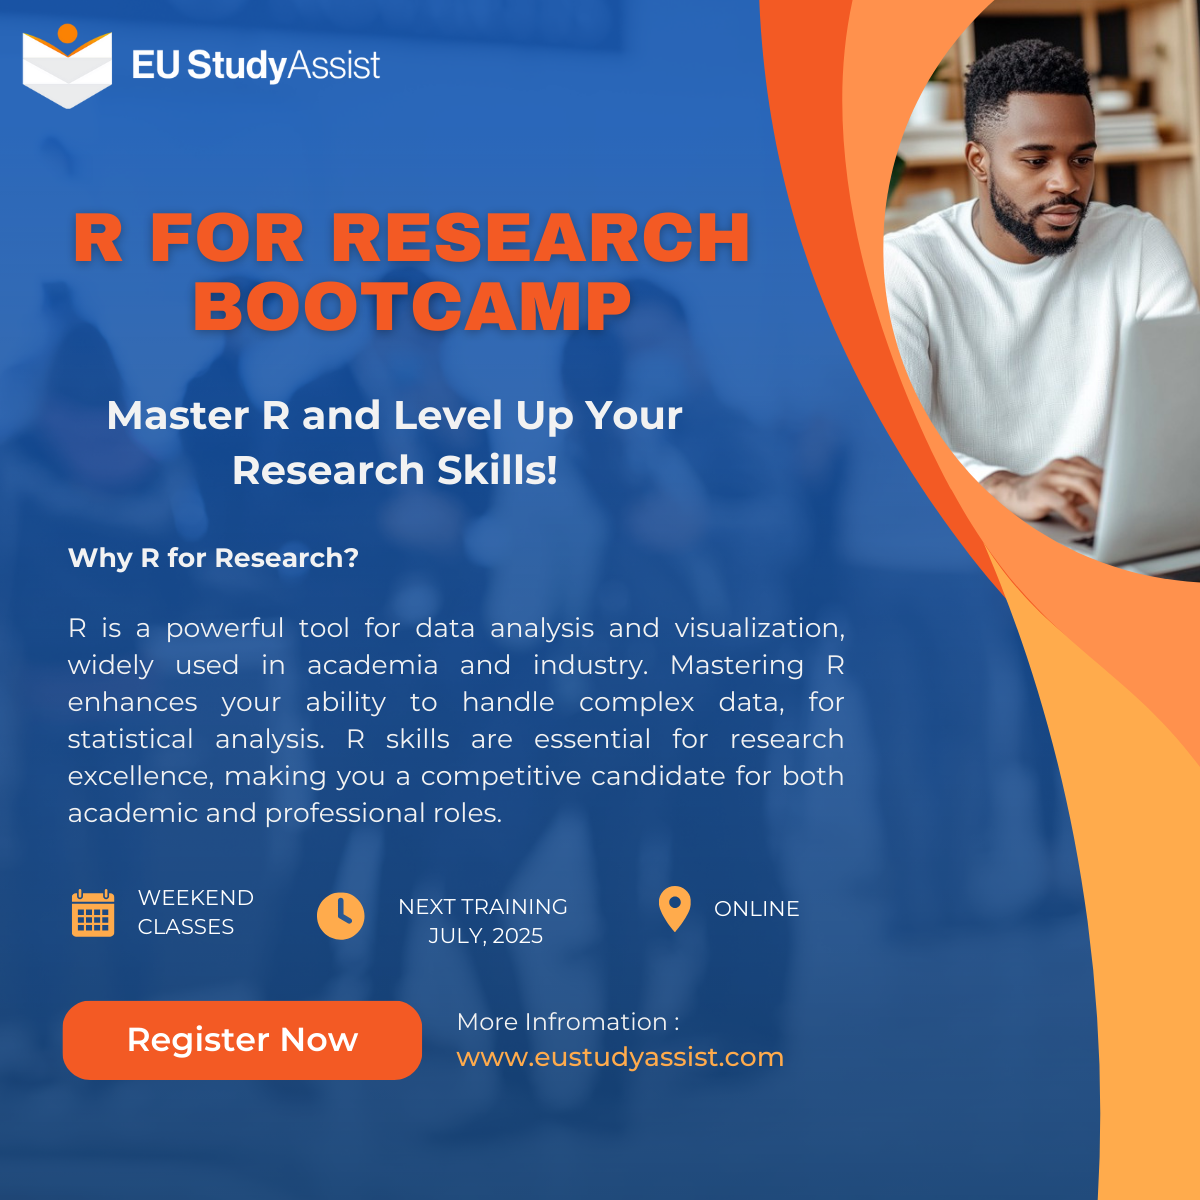 EU StudyAssist
R FOR RESEARCH
BOOTCAMP
Master R and Level Up Your
Research Skills!
Why R for Research?
R is a powerful tool for data analysis and visualization,
widely used in academia and industry. Mastering R
enhances your ability to handle complex data, for
statistical analysis. R skills are essential for research
excellence, making you a competitive candidate for both
academic and professional roles.
WEEKEND
CLASSES
NEXT TRAINING
JULY, 2025
ONLINE
Register Now
More Infromation :
www.eustudyassist.com